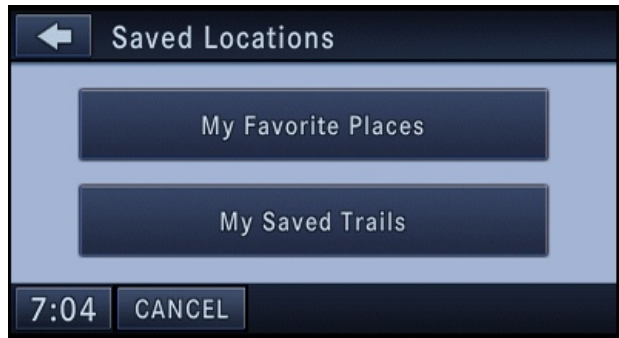 Saved Locations
My Favorite Places
My Saved Trails
7:04 CANCEL